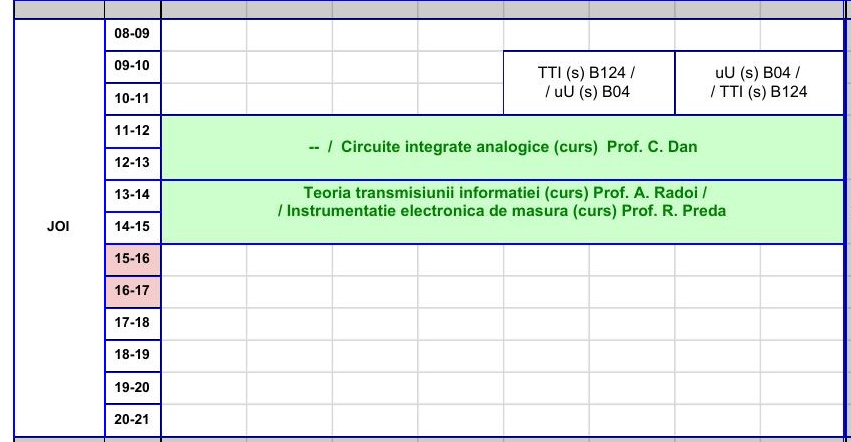 08-09
09-10
10-11
TTI (s) B124 /
/ uU (s) B04
uU (s) B04 /
/ TTI (s) B124
11-12
12-13
-- / Circuite integrate analogice (curs) Prof. C. Dan
JOI
13-14
14-15
Teoria transmisiunii informatiei (curs) Prof. A. Radoi /
/ Instrumentatie electronica de masura (curs) Prof. R. Preda
15-16
16-17
17-18
18-19
19-20
20-21